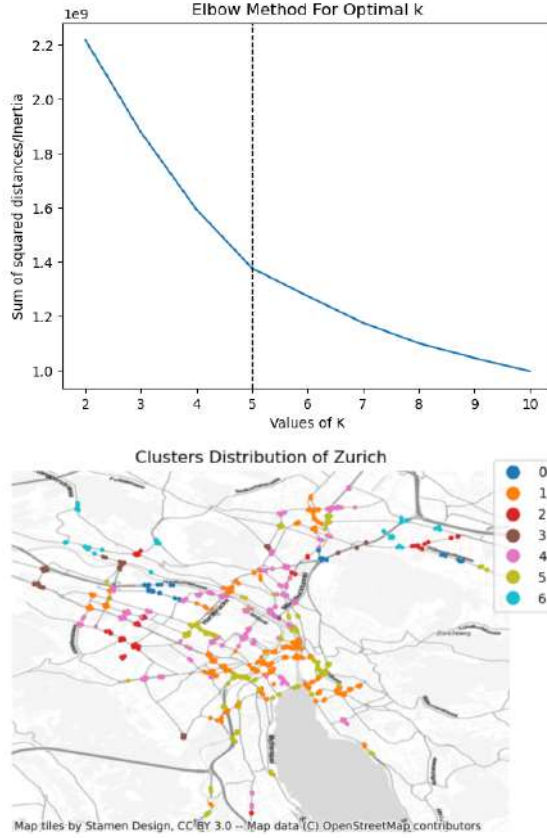 Elbow Method For Optimal k
1e9
2.2
2.0
1.8
1.6
1.4
1.2
1.0
Sum of squared distances/Inertia
2 3 4 5 6 7 8 9 10
Values of K
Clusters Distribution of Zurich
0
1
2
3
4
5
6
Map tiles by Stamen Design, CC BY 3.0 -- Map data (C) OpenStreetMap contributors